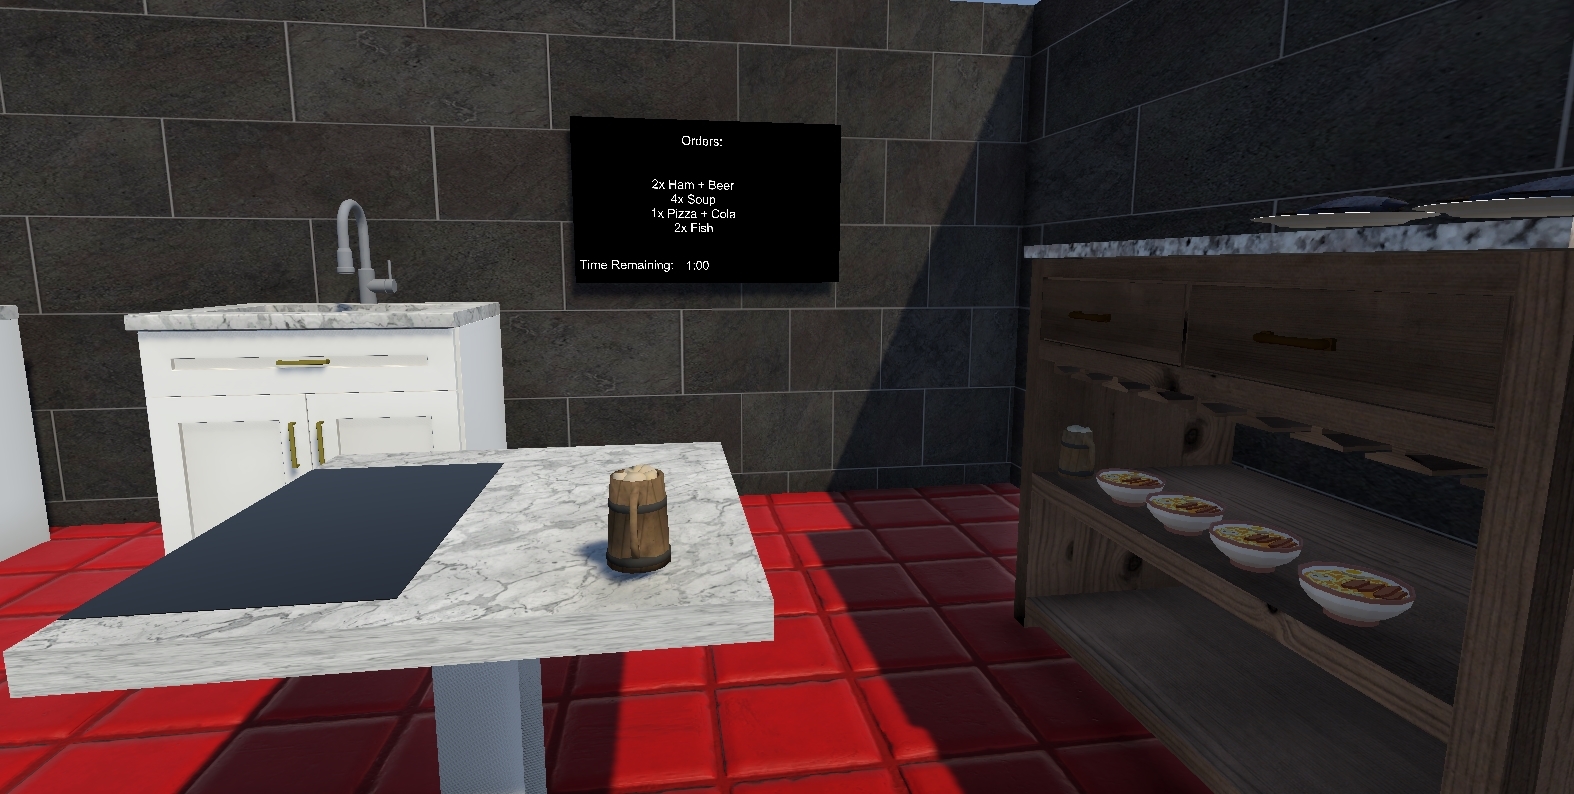 Orders:
2x Ham + Beer
4x Soup
1x Pizza + Cola
2x Fish
Time Remaining: 1:00